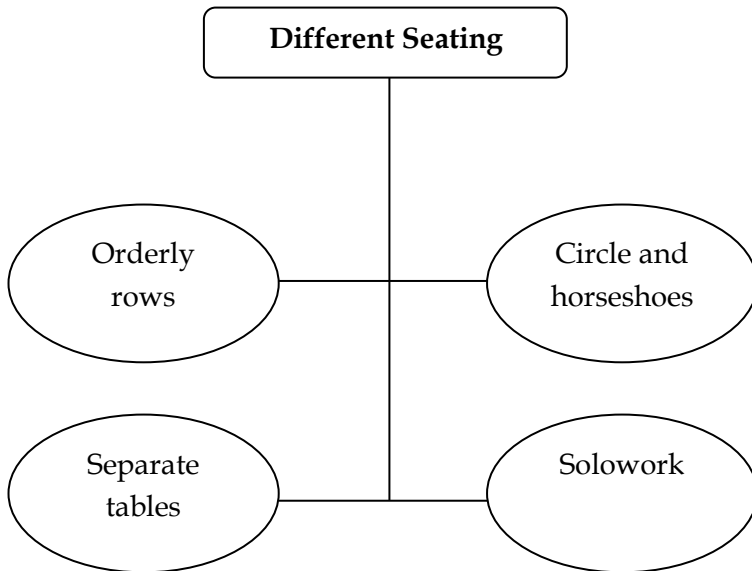 Different Seating
Orderly
rows
Circle and
horseshoes
Separate
tables
Solowork